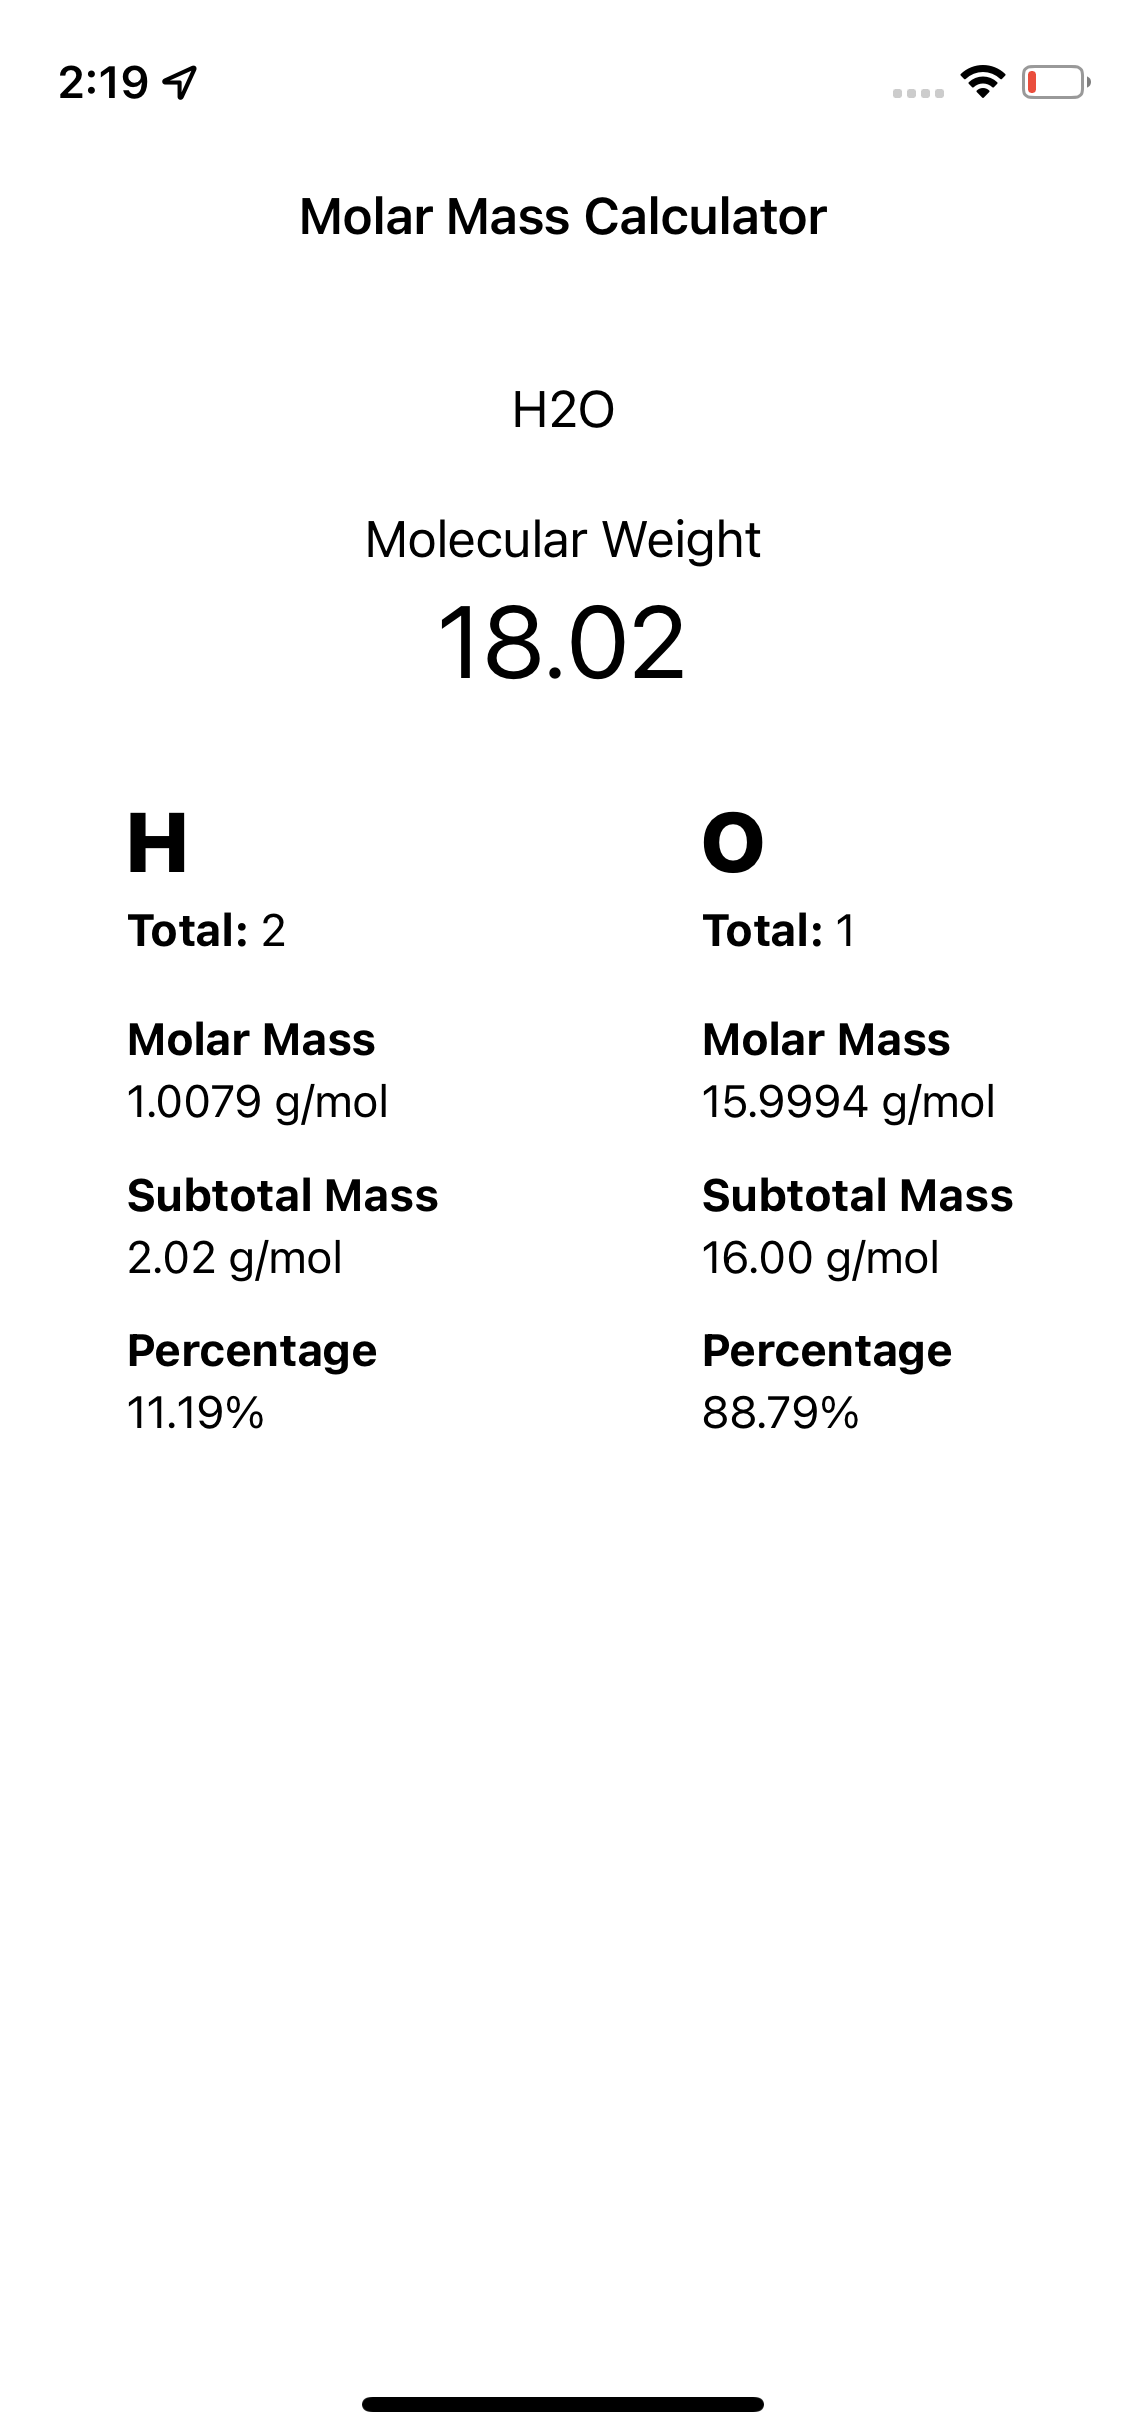 2:19
Molar Mass Calculator
H2O
Molecular Weight
18.02
H
Total: 2
Molar Mass
1.0079 g/mol
Subtotal Mass
2.02 g/mol
Percentage
11.19%
O
Total: 1
Molar Mass
15.9994 g/mol
Subtotal Mass
16.00 g/mol
Percentage
88.79%